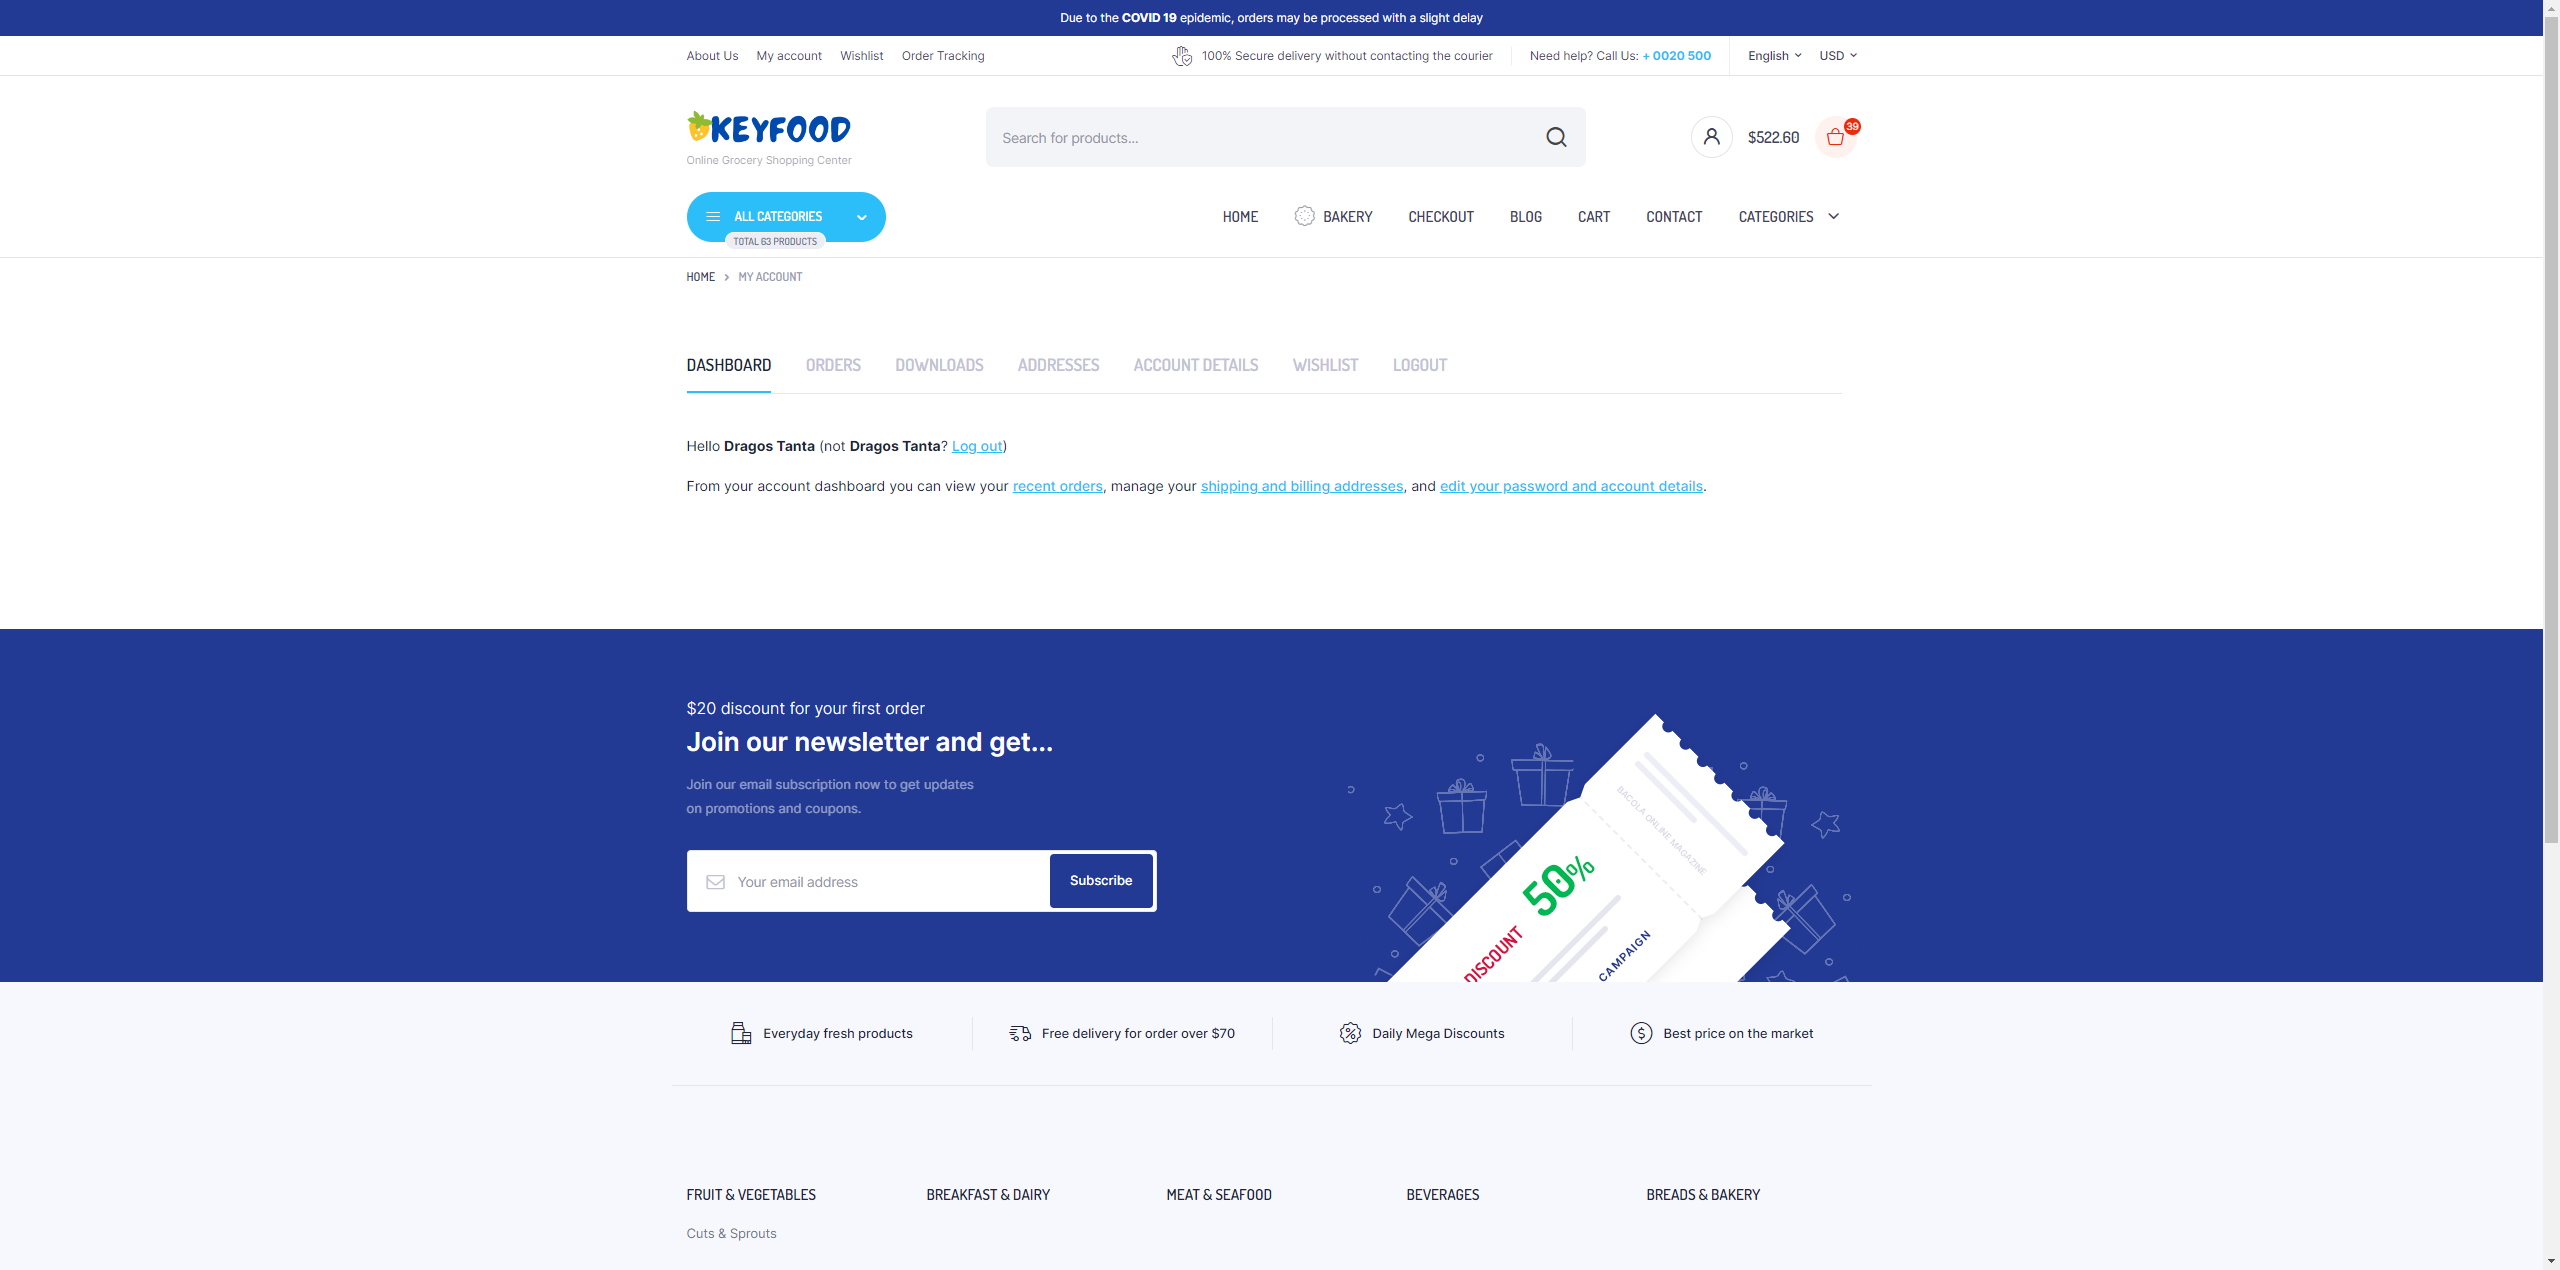 Due to the COVID 19 epidemic, orders may be processed with a slight delay
About Us My account Wishlist Order Tracking 100% Secure delivery without contacting the courier Need help? Call Us: + 0020 500 English USD
KEYFOOD
Online Grocery Shopping Center
Search for products...
$522.60
39
ALL CATEGORIES
TOTAL 63 PRODUCTS
HOME BAKERY CHECKOUT BLOG CART CONTACT CATEGORIES
HOME > MY ACCOUNT
DASHBOARD ORDERS DOWNLOADS ADDRESSES ACCOUNT DETAILS WISHLIST LOGOUT
Hello Dragos Tanta (not Dragos Tanta? Log out)
From your account dashboard you can view your recent orders, manage your shipping and billing addresses, and edit your password and account details.
$20 discount for your first order
Join our newsletter and get...
Join our email subscription now to get updates
on promotions and coupons.
Your email address
Subscribe
BACOLA ONLINE MAGAZINE
50%
DISCOUNT
CAMPAIGN
Everyday fresh products
Free delivery for order over $70
Daily Mega Discounts
Best price on the market
FRUIT & VEGETABLES BREAKFAST & DAIRY MEAT & SEAFOOD BEVERAGES BREADS & BAKERY
Cuts & Sprouts